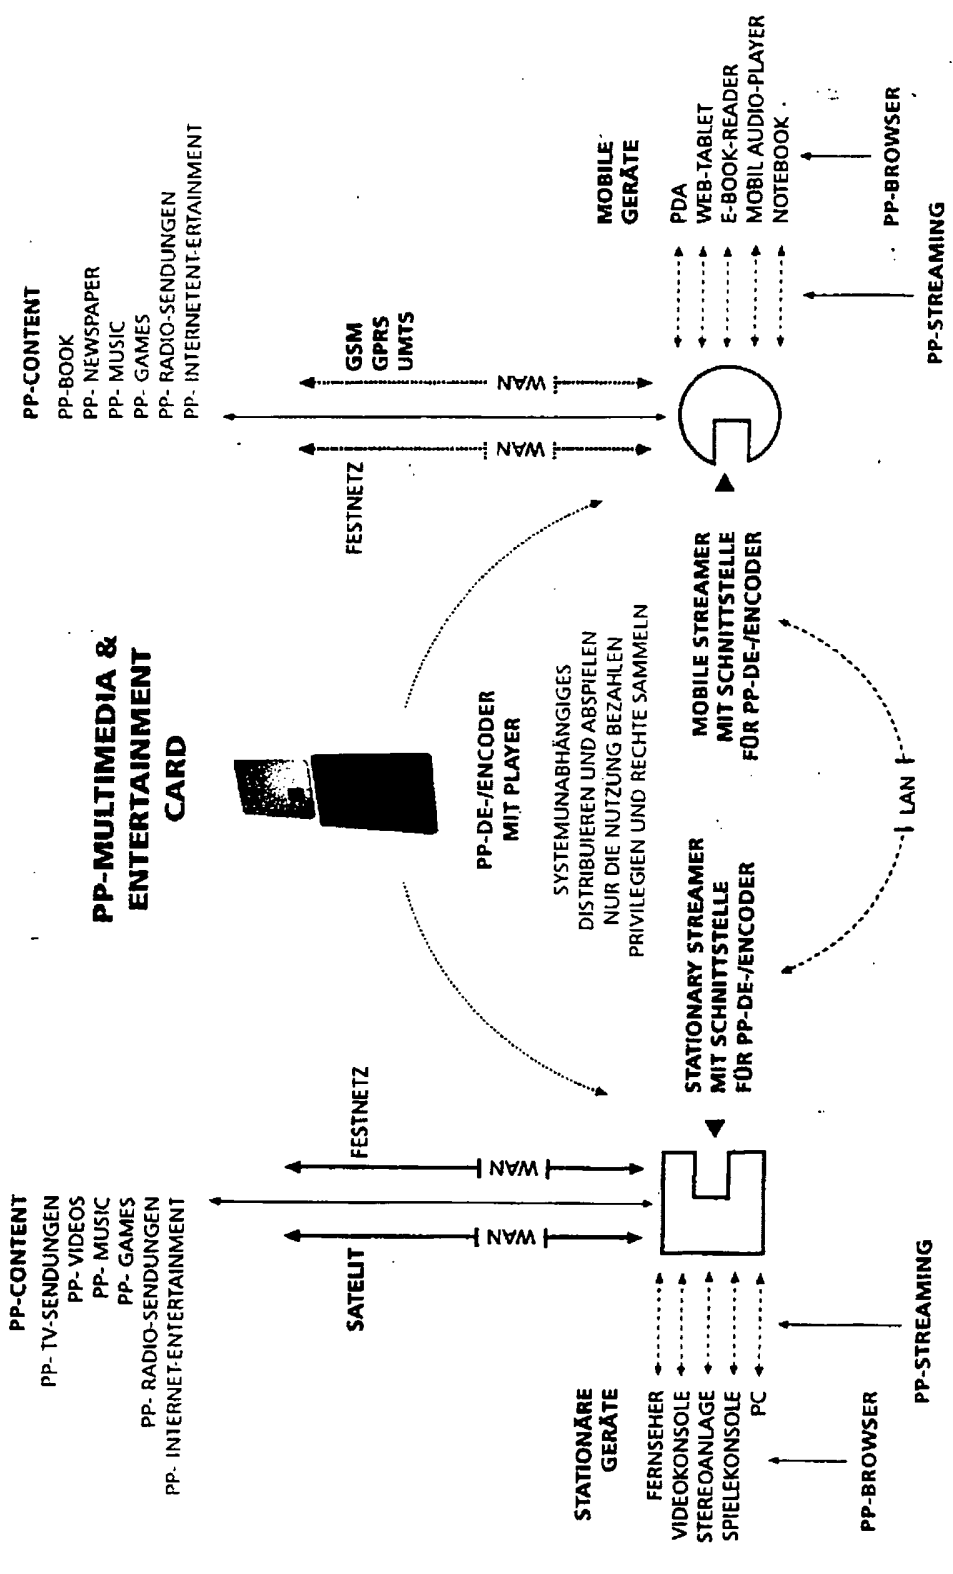 PP-MULTIMEDIA &
ENTERTAINMENT
CARD
PP-CONTENT
PP- TV-SENDUNGEN
PP- VIDEOS
PP- MUSIC
PP- GAMES
PP- RADIO-SENDUNGEN
PP- INTERNET-ENTERTAINMENT
PP-CONTENT
PP-BOOK
PP- NEWSPAPER
PP- MUSIC
PP- GAMES
PP- RADIO-SENDUNGEN
PP- INTERNETENT-ERTAINMENT
SATELIT
WAN
WAN
FESTNETZ
PP-DE-/ENCODER
MIT PLAYER
SYSTEMUNABHÄNGIGES
DISTRIBUIEREN UND ABSPIELEN
NUR DIE NUTZÜNG BEZAHLEN
PRIVILEGIEN UND RECHTE SAMMELN
FESTNETZ
WAN
WAN
GSM
GPRS
UMTS
STATIONÄRE
GERÄTE
FERNSEHER
VIDEOKONSOLE
STEREOANLAGE
SPIELEKONSOLE
PC
STATIONARY STREAMER
MIT SCHNITTSTELLE
FÜR PP-DE-/ENCODER
MOBILE STREAMER
MIT SCHNITTSTELLE
FÜR PP-DE-/ENCODER
MOBILE
GERÄTE
PDA
WEB-TABLET
E-BOOK-READER
MOBIL AUDIO-PLAYER
NOTEBOOK
PP-BROWSER
PP-STREAMING
LAN
PP-STREAMING
PP-BROWSER